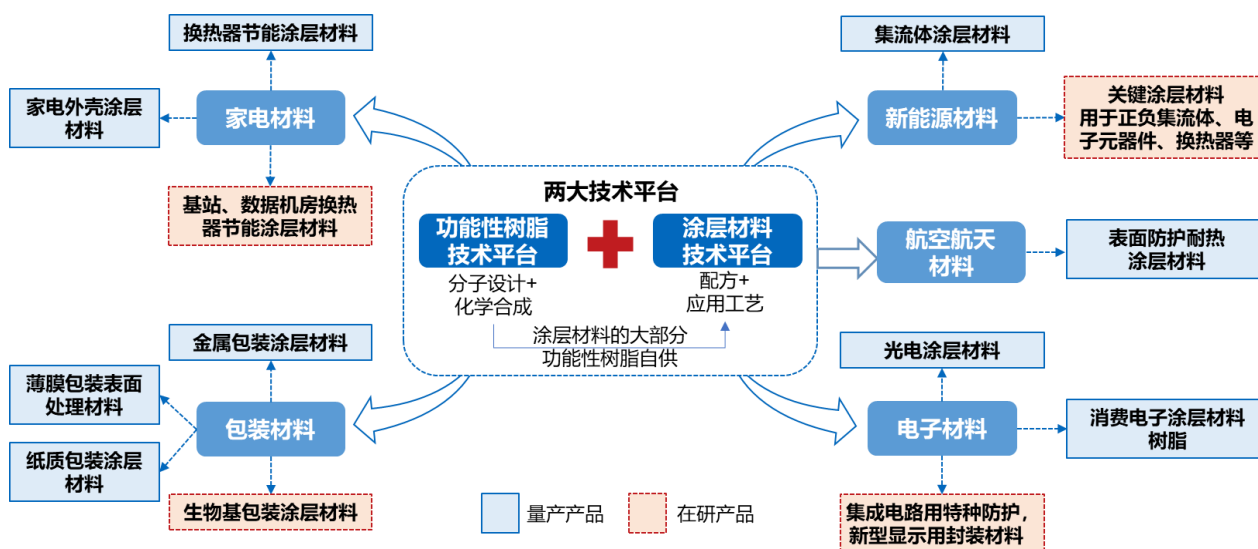 换热器节能涂层材料
家电外壳涂层
材料
家电材料
基站、数据机房换热
器节能涂层材料
集流体涂层材料
新能源材料
关键涂层材料
用于正负集流体、电
子元器件、换热器等
两大技术平台
功能性树脂
技术平台
分子设计+
化学合成
涂层材料
技术平台
配方+
应用工艺
涂层材料的大部分
功能性树脂自供
航空航天
材料
表面防护耐热
涂层材料
金属包装涂层材料
薄膜包装表面
处理材料
包装材料
纸质包装涂层
材料
生物基包装涂层材料
光电涂层材料
电子材料
消费电子涂层材料
树脂
集成电路用特种防护，
新型显示用封装材料
量产产品
在研产品